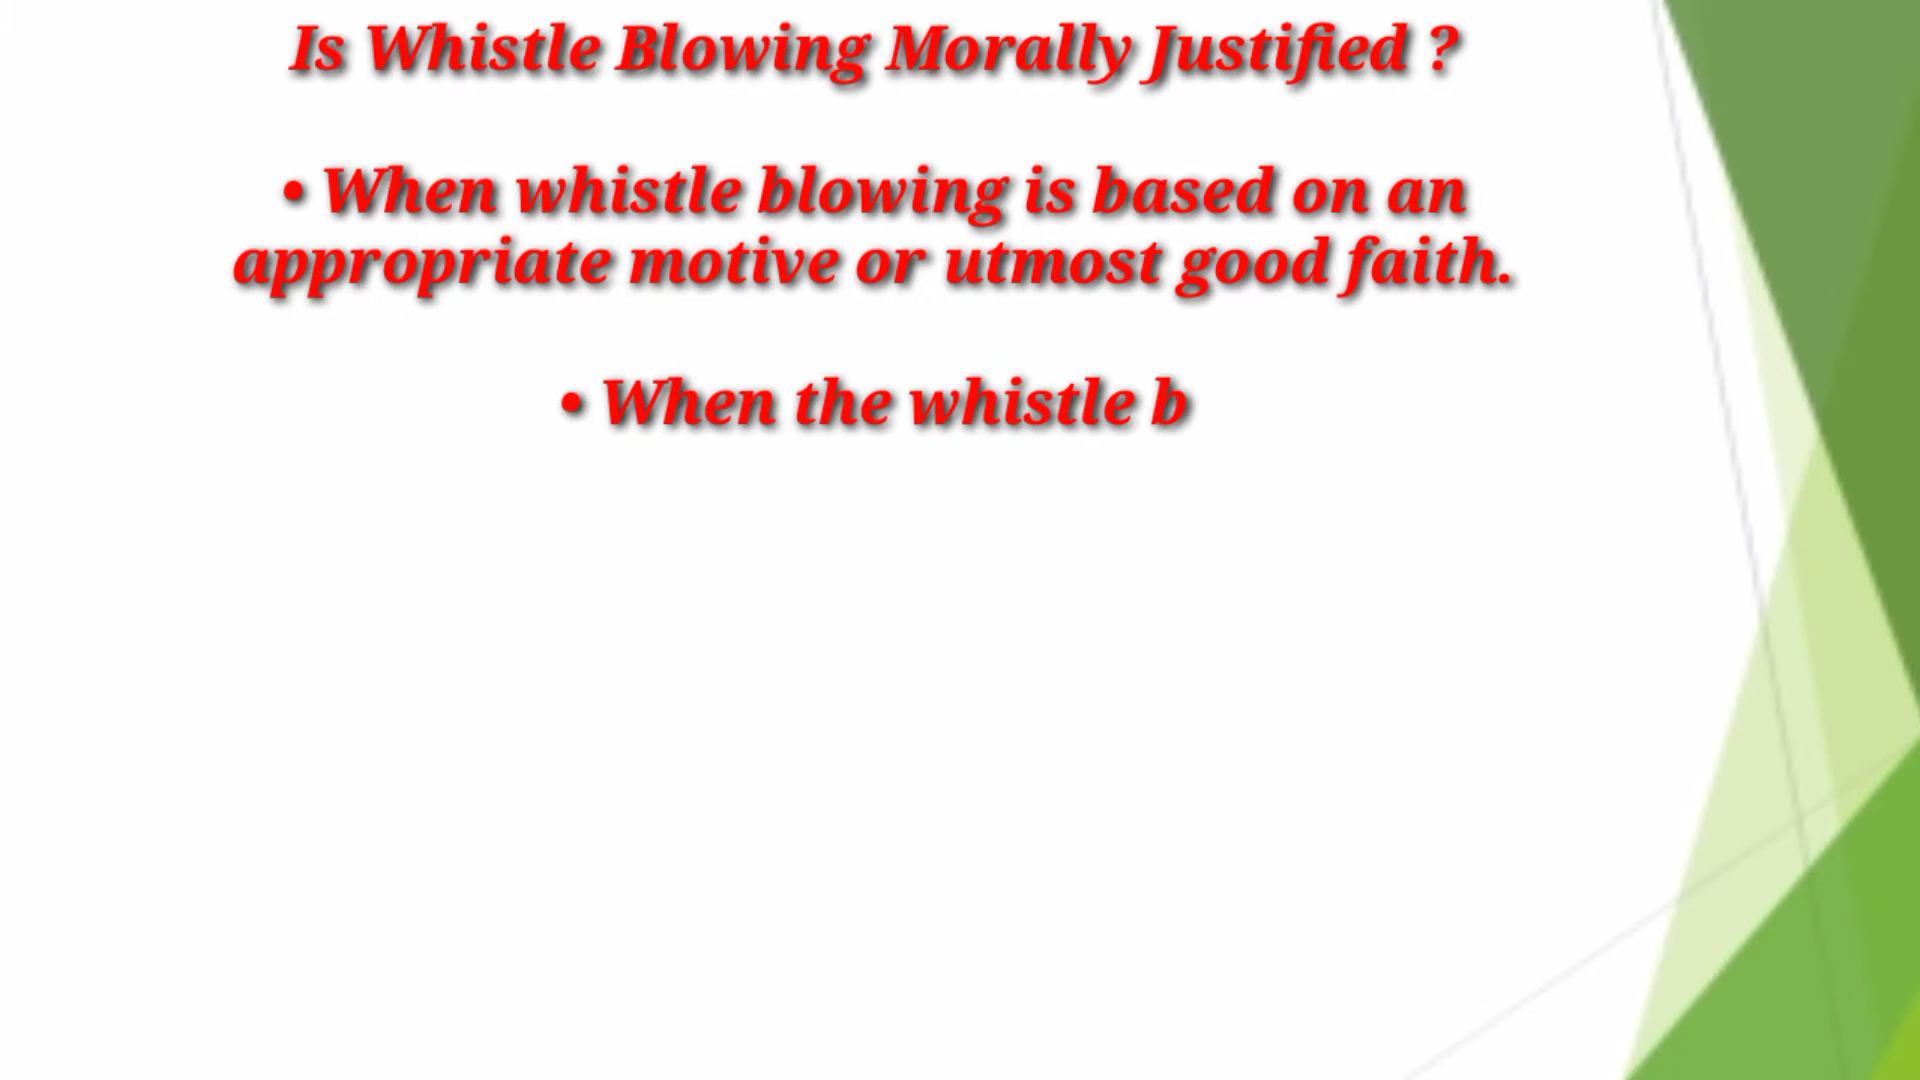 Is Whistle Blowing Morally Justified ?
• When whistle blowing is based on an
appropriate motive or utmost good faith.
• When the whistle b